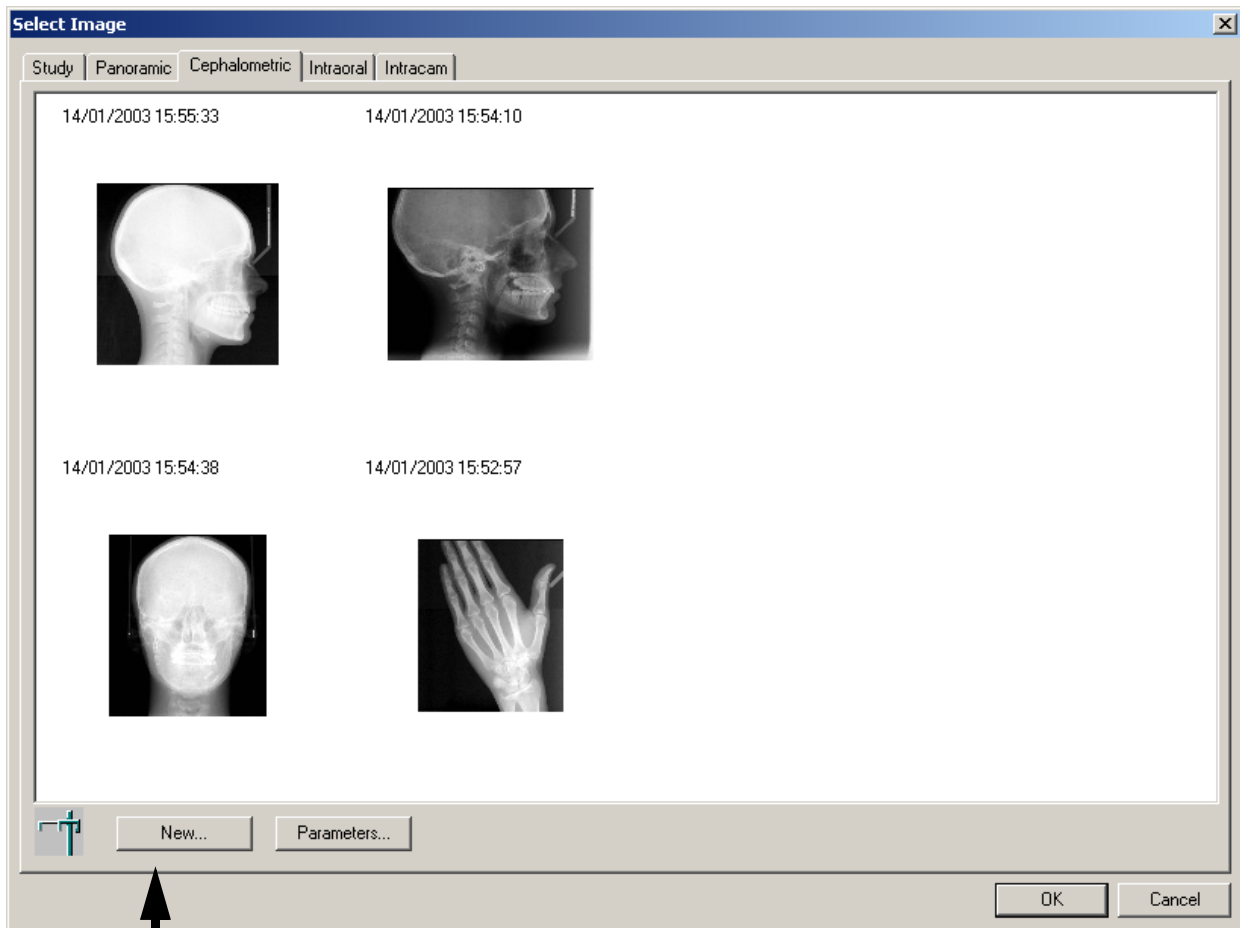 Select Image
Study Panoramic Cephalometric Intraoral Intracam
14/01/2003 15:55:33 14/01/2003 15:54:10
14/01/2003 15:54:38 14/01/2003 15:52:57
New... Parameters...
OK Cancel